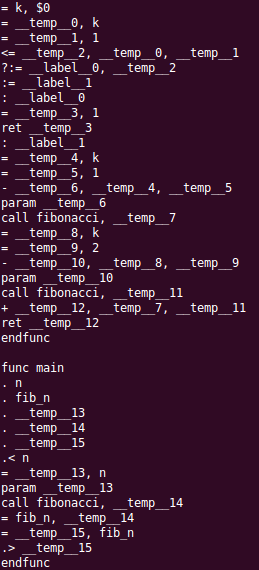 = k, $0
= __temp__0, k
= __temp__1, 1
<= __temp__2, __temp__0, __temp__1
?:= __label__0, __temp__2
:= __label__1
: __label__0
= __temp__3, 1
ret __temp__3
: __label__1
= __temp__4, k
= __temp__5, 1
- __temp__6, __temp__4, __temp__5
param __temp__6
call fibonacci, __temp__7
= __temp__8, k
= __temp__9, 2
- __temp__10, __temp__8, __temp__9
param __temp__10
call fibonacci, __temp__11
+ __temp__12, __temp__7, __temp__11
ret __temp__12
endfunc

func main
. n
. fib_n
. __temp__13
. __temp__14
. __temp__15
.< n
= __temp__13, n
param __temp__13
call fibonacci, __temp__14
= fib_n, __temp__14
= __temp__15, fib_n
.> __temp__15
endfunc